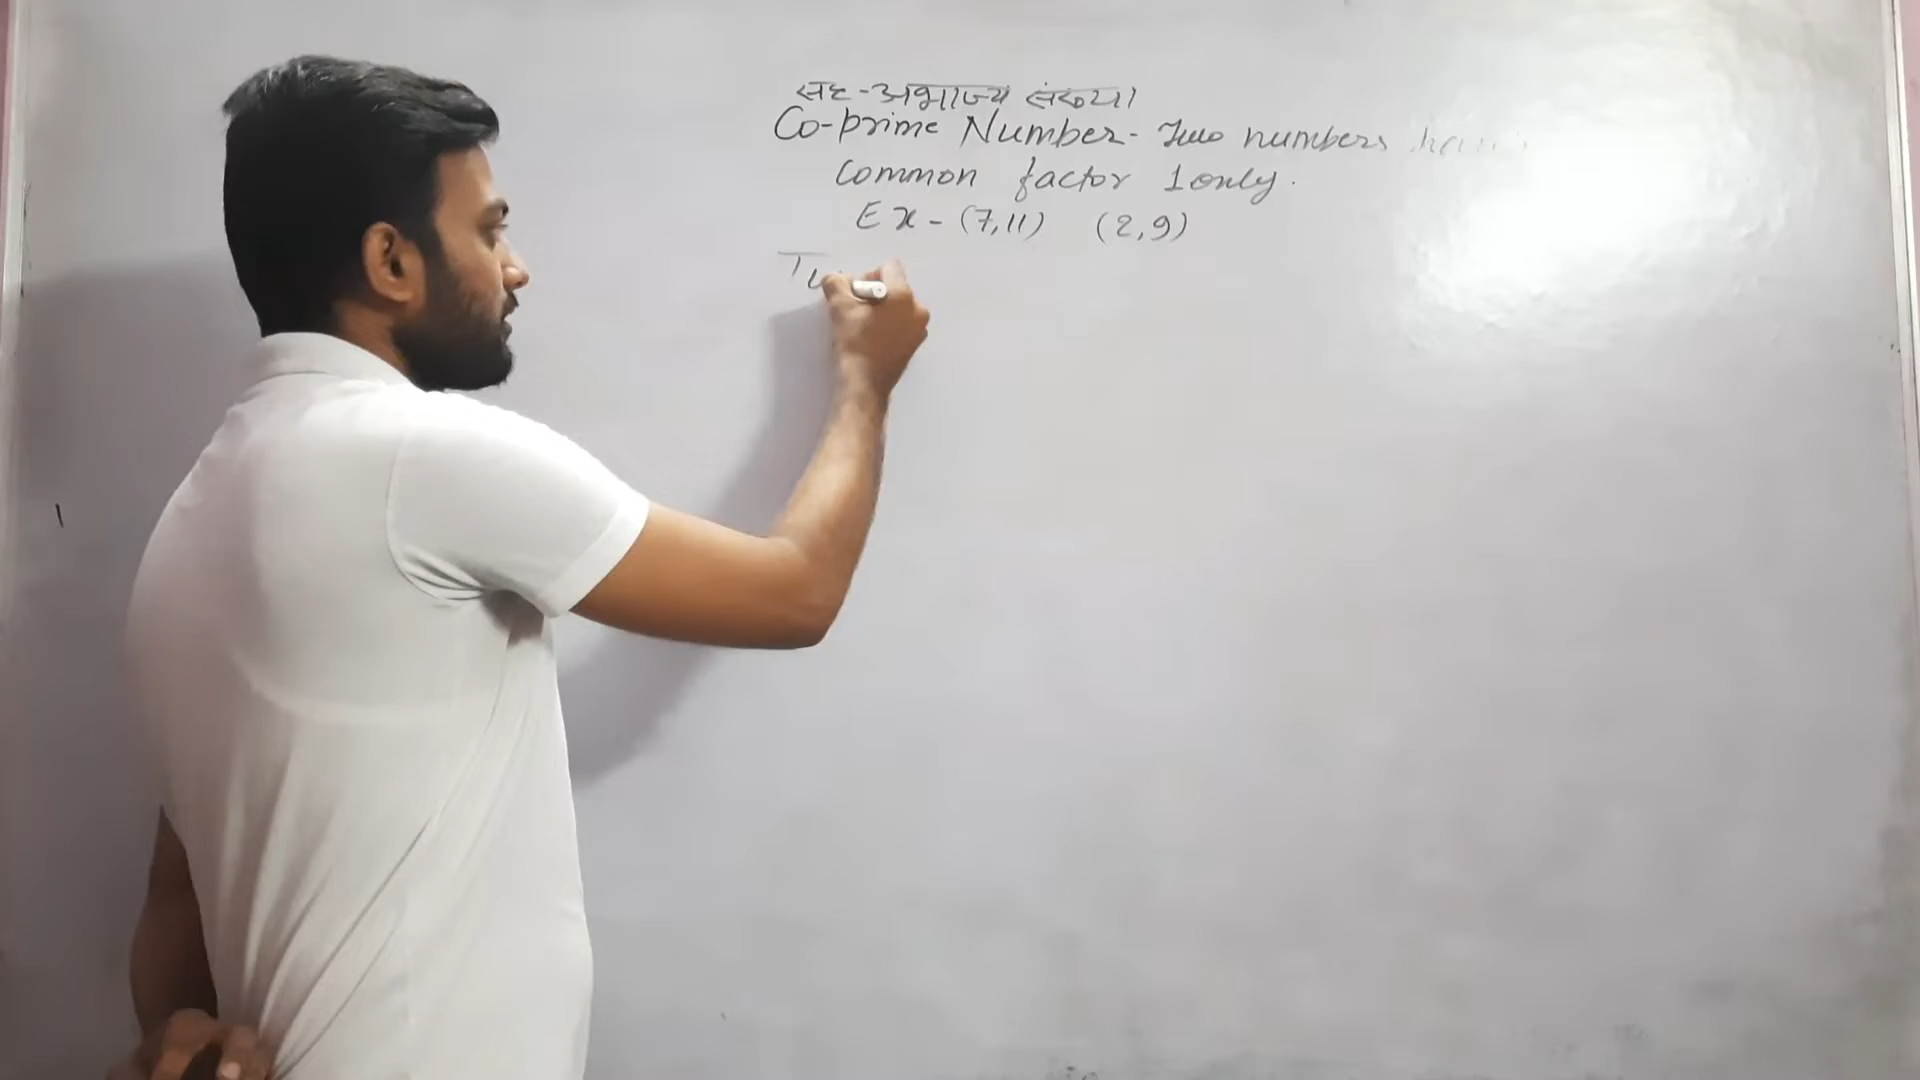 सह-अभाज्य संख्या
Co-prime Number- Two numbers
common factor 1 only.
Ex - (7,11) (2,9)